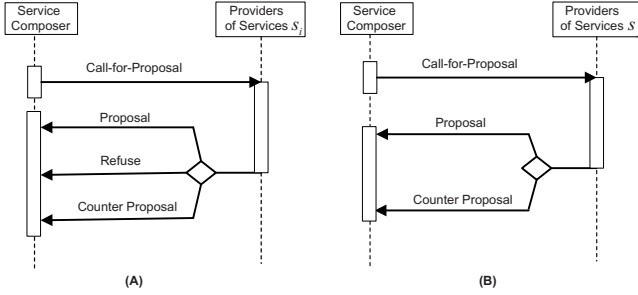 Service
Composer
Providers
of Services s_i
Call-for-Proposal
Proposal
Refuse
Counter Proposal
(A)
Service
Composer
Providers
of Services s
Call-for-Proposal
Proposal
Counter Proposal
(B)